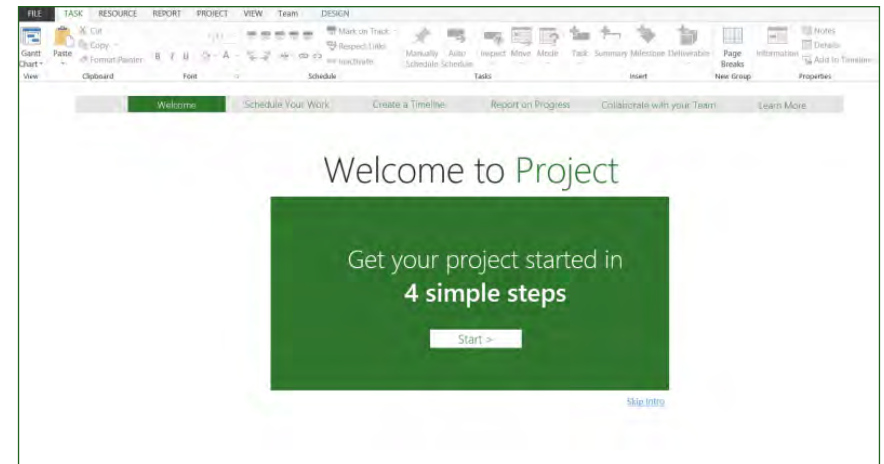 FILE TASK RESOURCE REPORT PROJECT VIEW Team DESIGN
Cut Mark on Track Notes
Copy Respect Links Details
Gantt Chart Paste Format Painter B I U A Inactivate Manually Schedule Auto Schedule Inspect Move Mode Task Summary Milestone Deliverable Page Breaks Information Add to Timeline
View Clipboard Font Schedule Tasks Insert New Group Properties
Welcome Schedule Your Work Create a Timeline Report on Progress Collaborate with your Team Learn More
Welcome to Project
Get your project started in
4 simple steps
Start >
Skip Intro